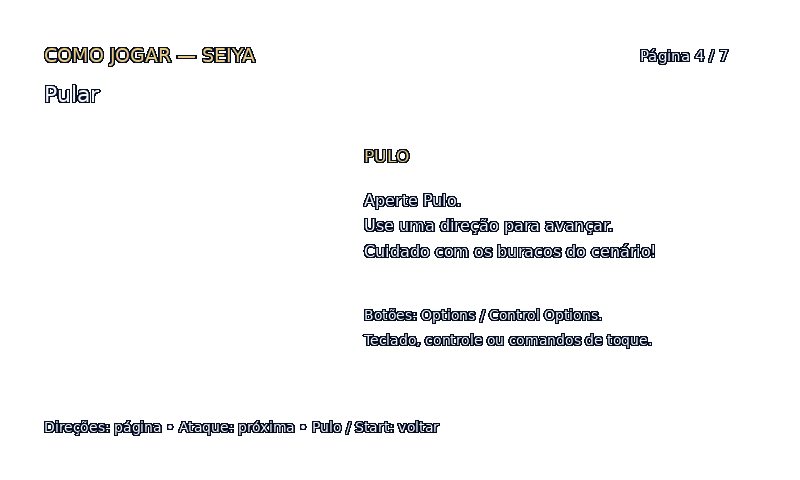 COMO JOGAR — SEIYA
Página 4 / 7
Pular
PULO
Aperte Pulo.
Use uma direção para avançar.
Cuidado com os buracos do cenário!
Botões: Options / Control Options.
Teclado, controle ou comandos de toque.
Direções: página • Ataque: próxima • Pulo / Start: voltar